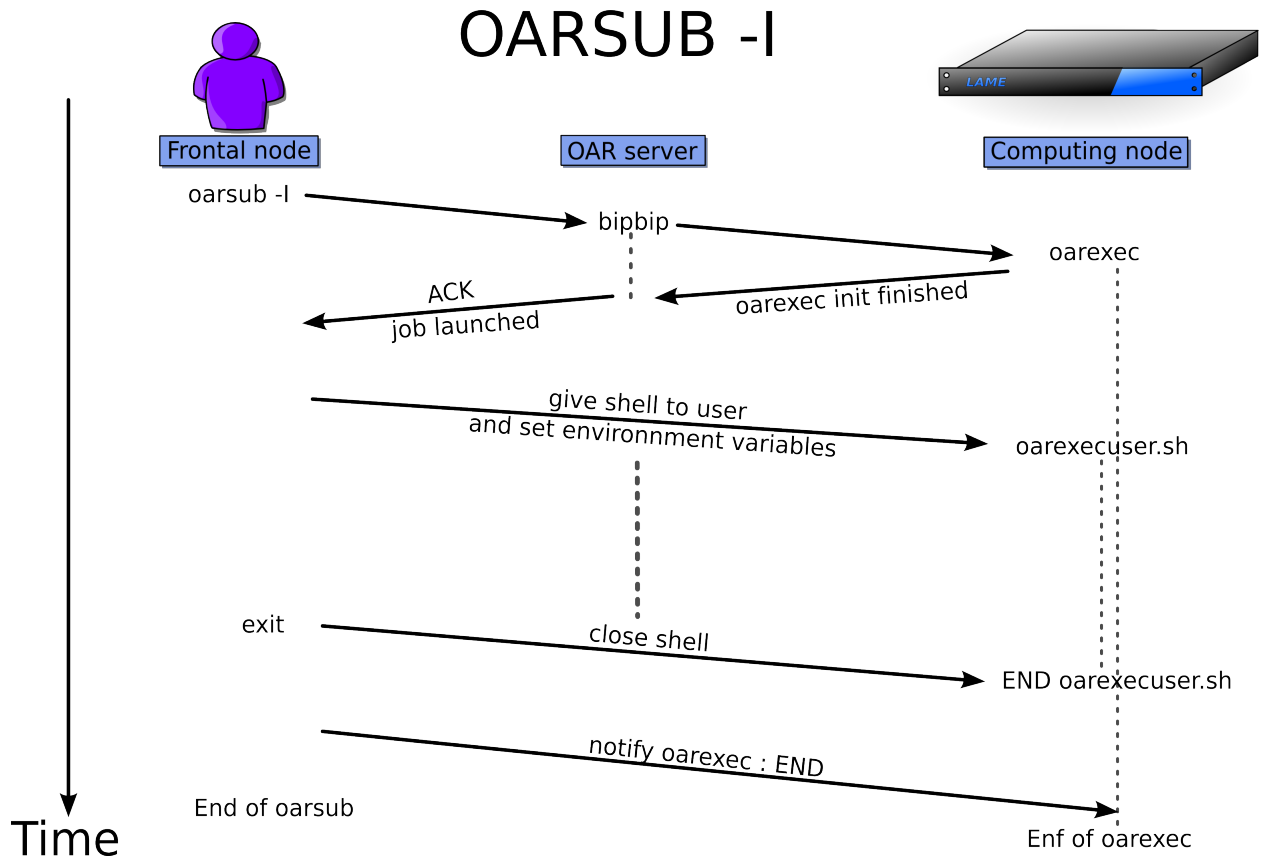 OARSUB -I
LAME
Frontal node
OAR server
Computing node
oarsub -I
bipbip
oarexec
ACK
job launched
oarexec init finished
give shell to user
and set environnment variables
oarexecuser.sh
exit
close shell
END oarexecuser.sh
notify oarexec : END
End of oarsub
Time
Enf of oarexec